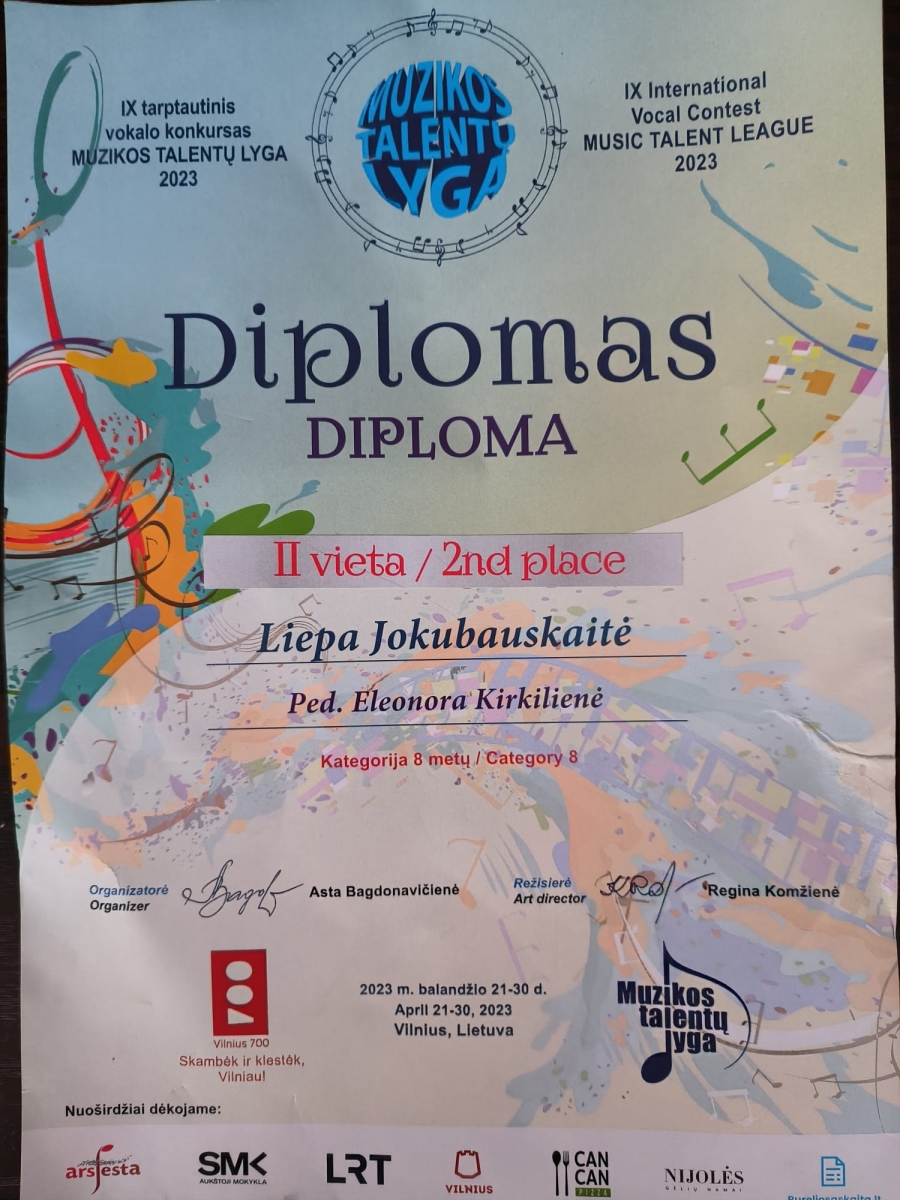 IX tarptautinis
vokalo konkursas
MUZIKOS TALENTŲ LYGA
2023
MUZIKOS
TALENTŲ
LYGA
IX International
Vocal Contest
MUSIC TALENT LEAGUE
2023
Diplomas
DIPLOMA
II vieta / 2nd place
Liepa Jokubauskaitė
Ped. Eleonora Kirkilienė
Kategorija 8 metų / Category 8
Organizatorė
Organizer
Asta Bagdonavičienė
Režisierė
Art director
Regina Komžienė
700
Vilnius 700
Skambėk ir klestėk,
Vilniau!
2023 m. balandžio 21-30 d.
April 21-30, 2023
Vilnius, Lietuva
Muzikos
talentų
lyga
Nuoširdžiai dėkojame:
arsfesta
SMK
AUKŠTOJI MOKYKLA
LRT
VILNIUS
CAN
CAN
PIZZA
NIJOLĖS
GĖLIŲ NAMAI